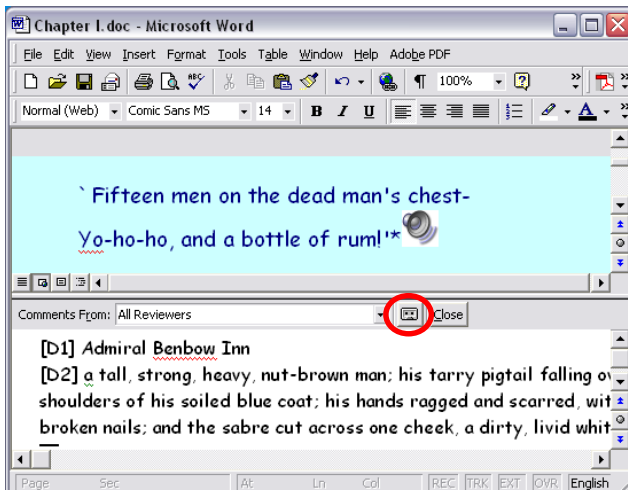 Chapter I.doc - Microsoft Word
File Edit View Insert Format Tools Table Window Help Adobe PDF
100%
Normal (Web) Comic Sans MS 14 B I U A
`Fifteen men on the dead man's chest-
Yo-ho-ho, and a bottle of rum!'*
Comments From: All Reviewers Close
[D1] Admiral Benbow Inn
[D2] a tall, strong, heavy, nut-brown man; his tarry pigtail falling ov
shoulders of his soiled blue coat; his hands ragged and scarred, wit
broken nails; and the sabre cut across one cheek, a dirty, livid whit
Page Sec At Ln Col REC TRK EXT OVR English